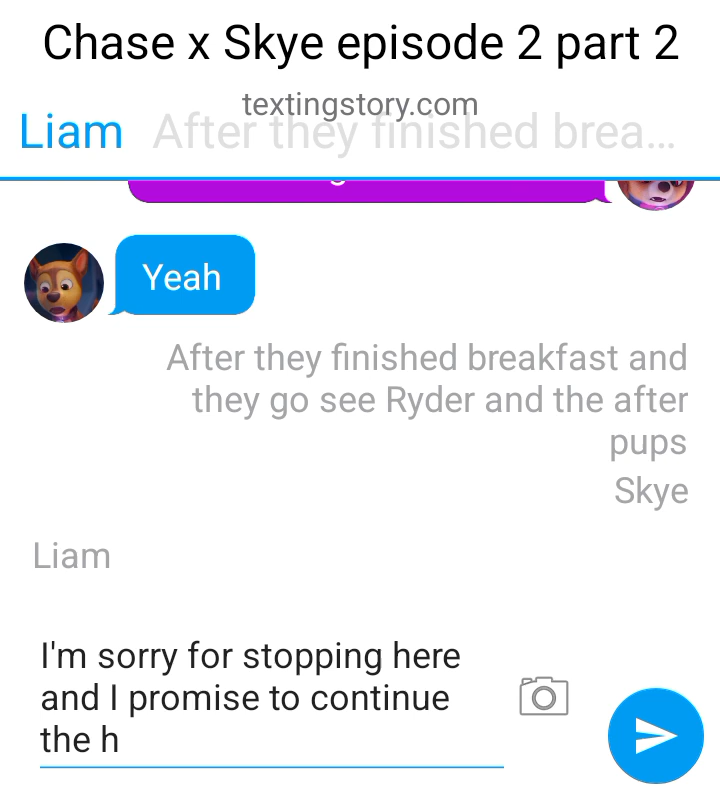 Chase x Skye episode 2 part 2
textingstory.com
Liam After they finished brea...
Yeah
After they finished breakfast and
they go see Ryder and the after
pups
Skye
Liam
I'm sorry for stopping here
and I promise to continue
the h